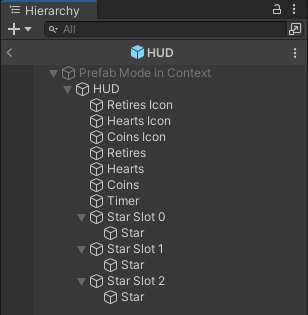 Hierarchy
All
HUD
Prefab Mode in Context
HUD
Retires Icon
Hearts Icon
Coins Icon
Retires
Hearts
Coins
Timer
Star Slot 0
Star
Star Slot 1
Star
Star Slot 2
Star